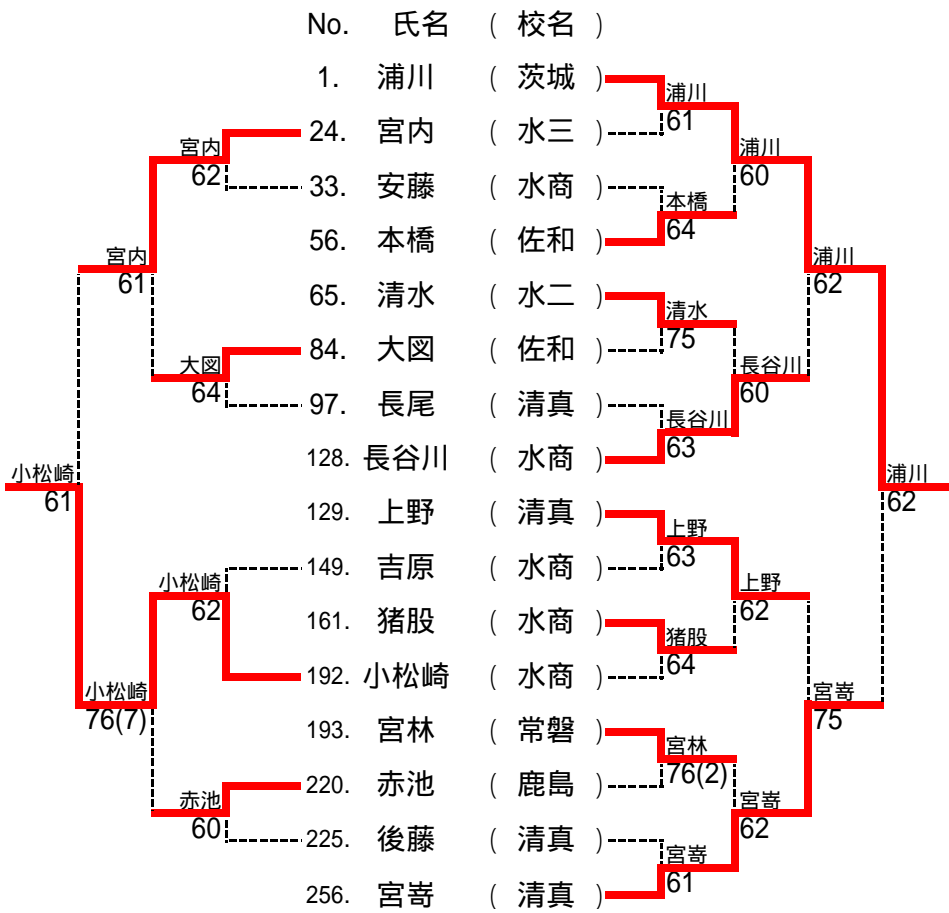 No. 氏名 ( 校名 )
1. 浦川 ( 茨城 )
24. 宮内 ( 水三 )
33. 安藤 ( 水商 )
56. 本橋 ( 佐和 )
65. 清水 ( 水二 )
84. 大図 ( 佐和 )
97. 長尾 ( 清真 )
128. 長谷川 ( 水商 )
129. 上野 ( 清真 )
149. 吉原 ( 水商 )
161. 猪股 ( 水商 )
192. 小松崎 ( 水商 )
193. 宮林 ( 常磐 )
220. 赤池 ( 鹿島 )
225. 後藤 ( 清真 )
256. 宮嵜 ( 清真 )
宮内
62
大図
64
小松崎
62
赤池
60
宮内
61
小松崎
76(7)
小松崎
61
浦川
61
本橋
64
清水
75
長谷川
63
上野
63
猪股
64
宮林
76(2)
宮嵜
61
浦川
60
長谷川
60
上野
62
宮嵜
62
浦川
62
宮嵜
75
浦川
62